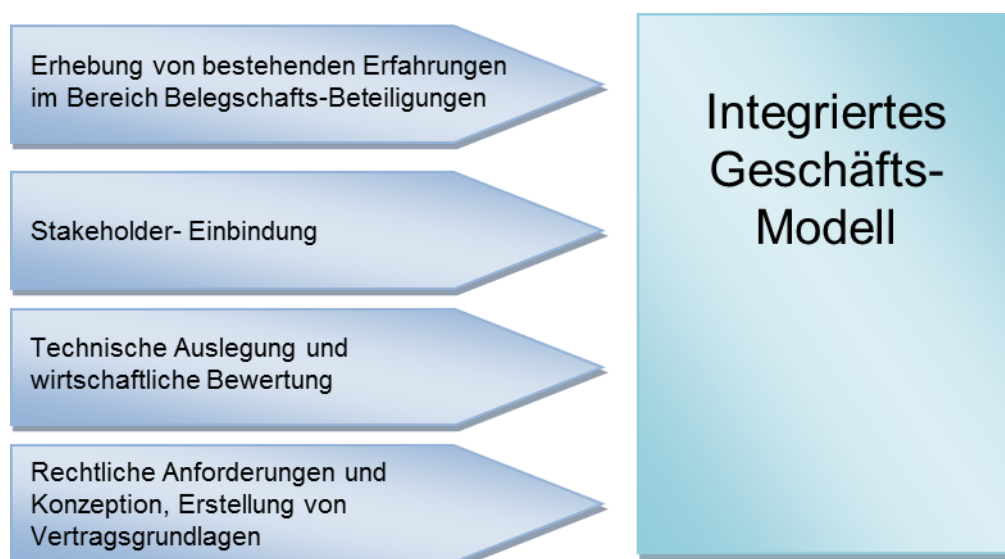 Erhebung von bestehenden Erfahrungen
im Bereich Belegschafts-Beteiligungen
Stakeholder- Einbindung
Technische Auslegung und
wirtschaftliche Bewertung
Rechtliche Anforderungen und
Konzeption, Erstellung von
Vertragsgrundlagen
Integriertes
Geschäfts-
Modell